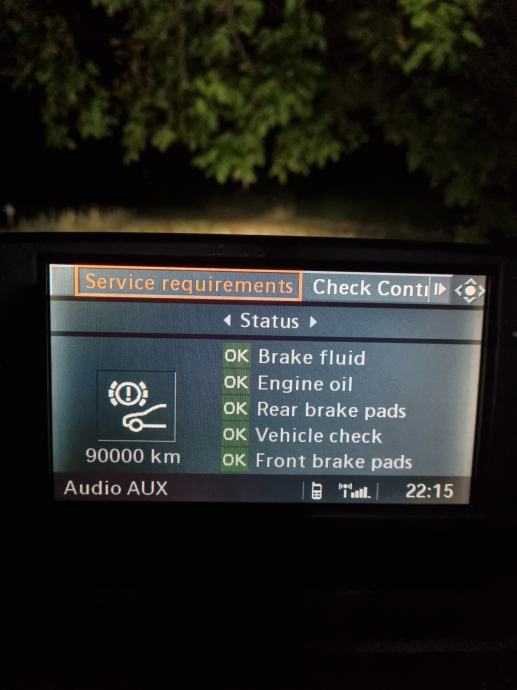 Service requirements Check Contr
Status
OK Brake fluid
OK Engine oil
OK Rear brake pads
OK Vehicle check
OK Front brake pads
90000 km
Audio AUX 22:15